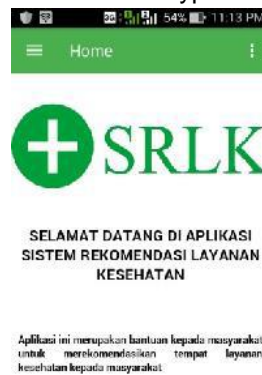 54% 11:13 PM
Home
SRLK
SELAMAT DATANG DI APLIKASI
SISTEM REKOMENDASI LAYANAN
KESEHATAN
Aplikasi ini merupakan bantuan kepada masyarakat
untuk merekomendasikan tempat layanan
kesehatan kepada masyarakat